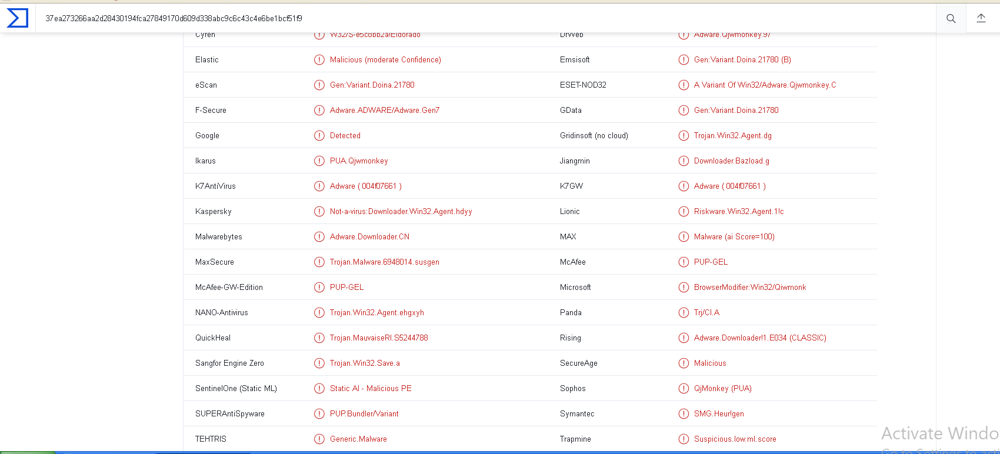 37ea273266aa2d28430194fca27849170d609d338abc9c6c43c4e6be1bcf51f9
Cyren W32/S-e5c8bb2a!Eldorado DrWeb Adware.Qjwmonkey.97
Elastic Malicious (moderate Confidence) Emsisoft Gen:Variant.Doina.21780 (B)
eScan Gen:Variant.Doina.21780 ESET-NOD32 A Variant Of Win32/Adware.Qjwmonkey.C
F-Secure Adware.ADWARE/Adware.Gen7 GData Gen:Variant.Doina.21780
Google Detected Gridinsoft (no cloud) Trojan.Win32.Agent.dg
Ikarus PUA.Qjwmonkey Jiangmin Downloader.Bazload.g
K7AntiVirus Adware ( 004f07661 ) K7GW Adware ( 004f07661 )
Kaspersky Not-a-virus:Downloader.Win32.Agent.hdyy Lionic Riskware.Win32.Agent.1!c
Malwarebytes Adware.Downloader.CN MAX Malware (ai Score=100)
MaxSecure Trojan.Malware.6948014.susgen McAfee PUP-GEL
McAfee-GW-Edition PUP-GEL Microsoft BrowserModifier:Win32/Qiwmonk
NANO-Antivirus Trojan.Win32.Agent.ehgxyh Panda Trj/CI.A
QuickHeal Trojan.MauvaiseRI.S5244788 Rising Adware.Downloader!1.E034 (CLASSIC)
Sangfor Engine Zero Trojan.Win32.Save.a SecureAge Malicious
SentinelOne (Static ML) Static AI - Malicious PE Sophos QjMonkey (PUA)
SUPERAntiSpyware PUP.Bundler/Variant Symantec SMG.Heur!gen
TEHTRIS Generic.Malware Trapmine Suspicious.low.ml.score
Activate Windo
Go to Settings to acti